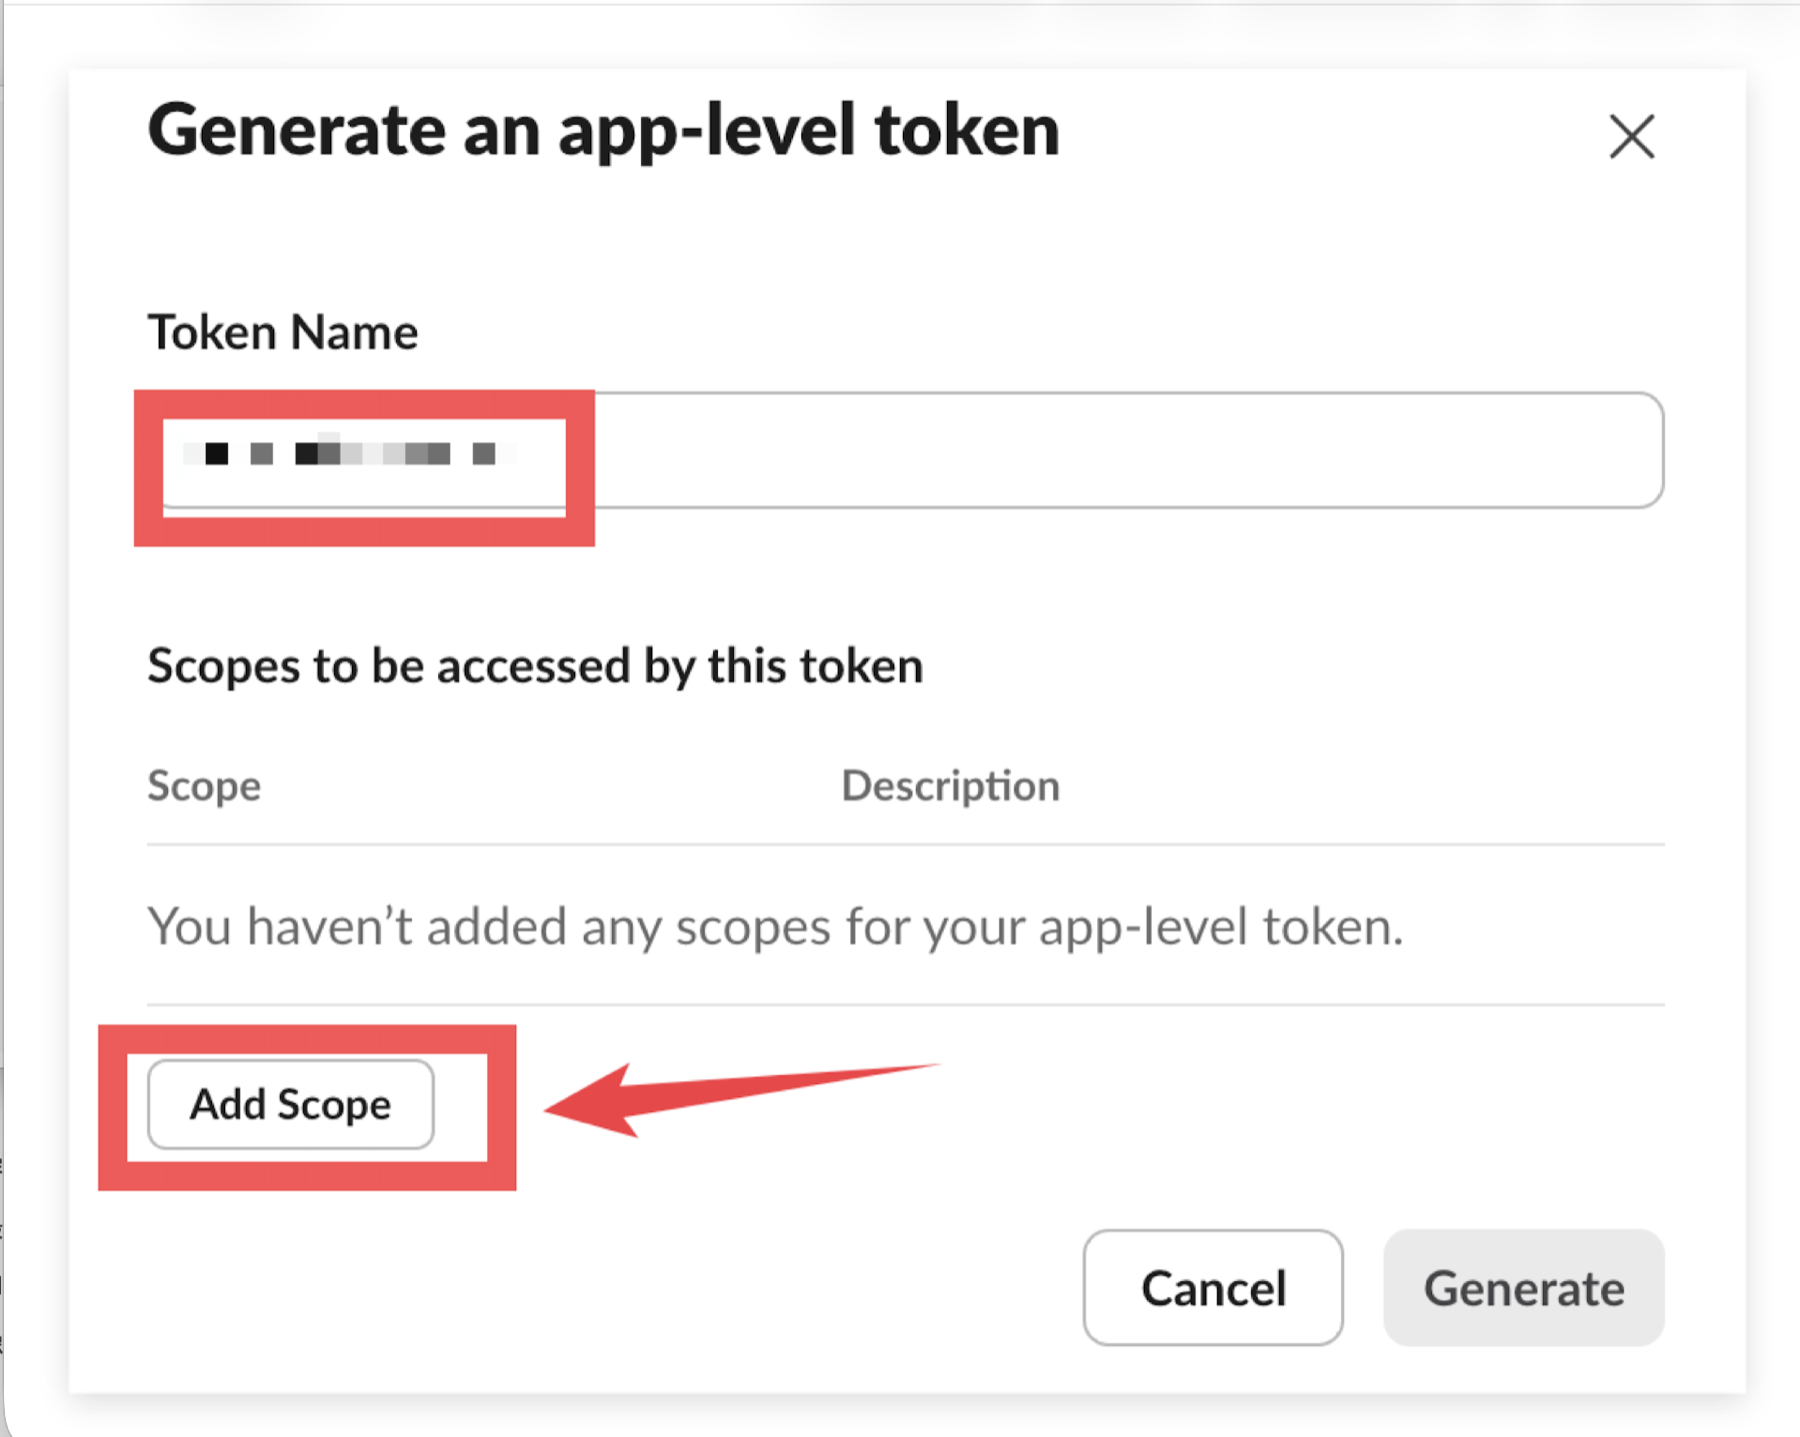 Generate an app-level token
Token Name
Scopes to be accessed by this token
Scope Description
You haven’t added any scopes for your app-level token.
Add Scope
Cancel Generate